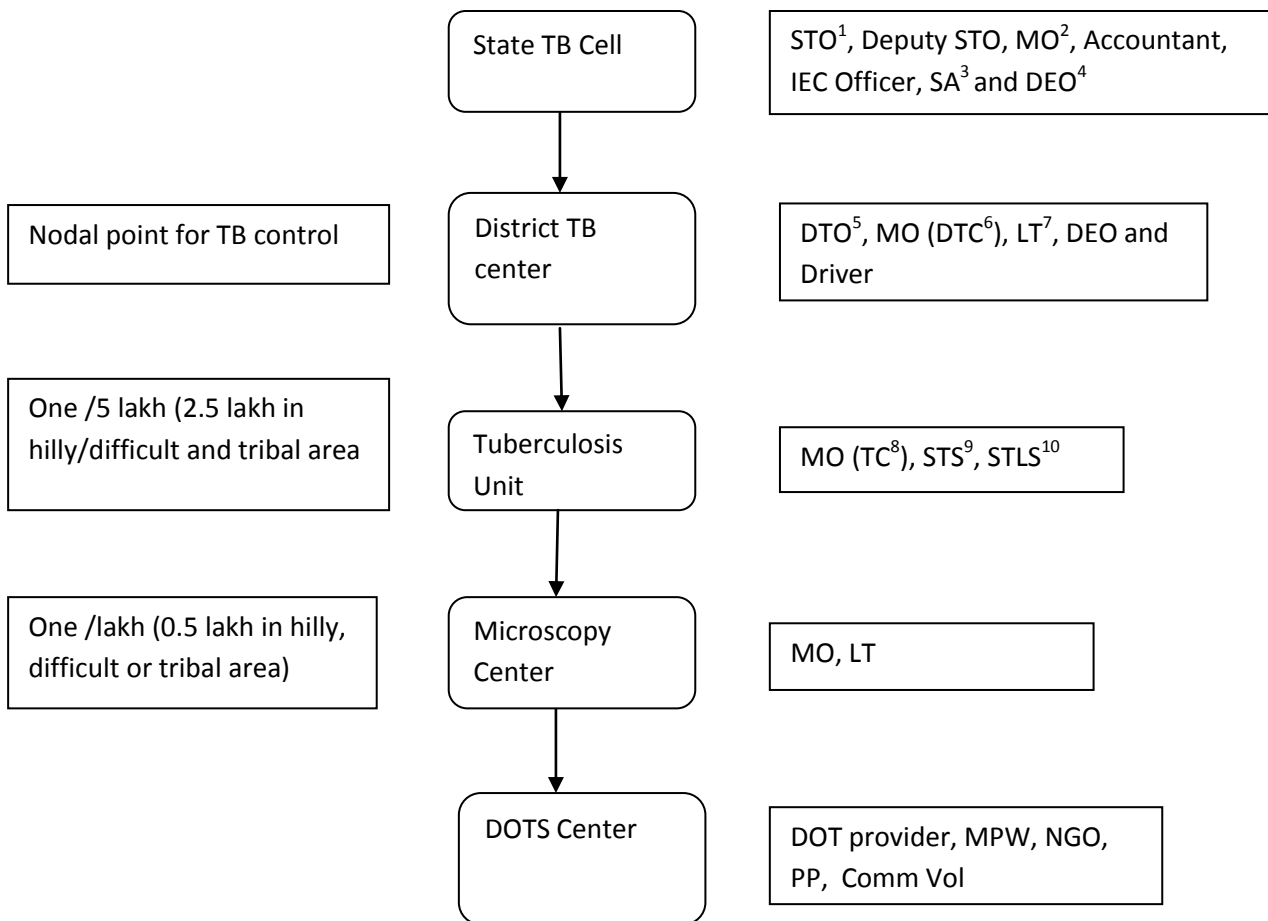 State TB Cell
STO¹, Deputy STO, MO², Accountant,
IEC Officer, SA³ and DEO⁴
Nodal point for TB control
District TB
center
DTO⁵, MO (DTC⁶), LT⁷, DEO and
Driver
One /5 lakh (2.5 lakh in
hilly/difficult and tribal area
Tuberculosis
Unit
MO (TC⁸), STS⁹, STLS¹⁰
One /lakh (0.5 lakh in hilly,
difficult or tribal area)
Microscopy
Center
MO, LT
DOTS Center
DOT provider, MPW, NGO,
PP, Comm Vol